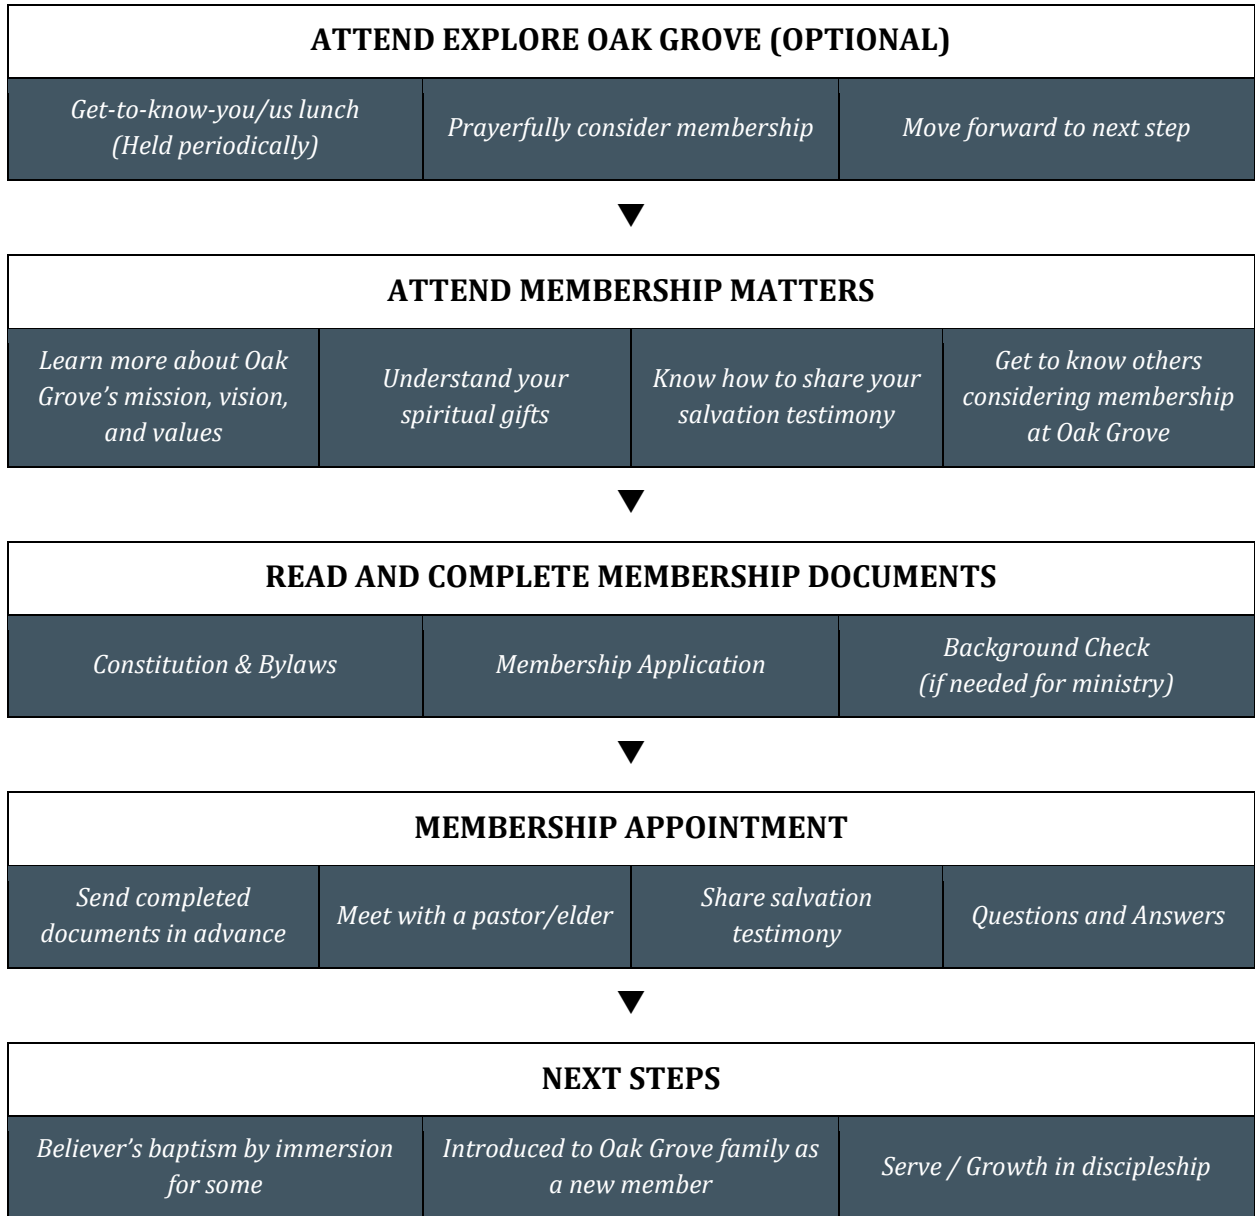 ATTEND EXPLORE OAK GROVE (OPTIONAL)
Get-to-know-you/us lunch
(Held periodically)
Prayerfully consider membership
Move forward to next step
ATTEND MEMBERSHIP MATTERS
Learn more about Oak
Grove’s mission, vision,
and values
Understand your
spiritual gifts
Know how to share your
salvation testimony
Get to know others
considering membership
at Oak Grove
READ AND COMPLETE MEMBERSHIP DOCUMENTS
Constitution & Bylaws
Membership Application
Background Check
(if needed for ministry)
MEMBERSHIP APPOINTMENT
Send completed
documents in advance
Meet with a pastor/elder
Share salvation
testimony
Questions and Answers
NEXT STEPS
Believer’s baptism by immersion
for some
Introduced to Oak Grove family as
a new member
Serve / Growth in discipleship